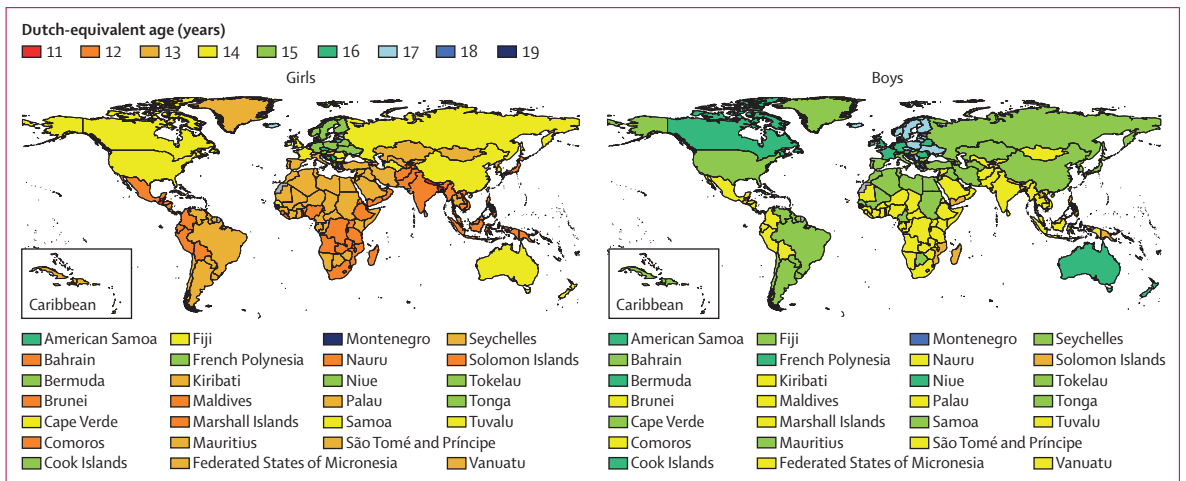 Dutch-equivalent age (years)
11 12 13 14 15 16 17 18 19
Girls
Caribbean
American Samoa Fiji Montenegro Seychelles
Bahrain French Polynesia Nauru Solomon Islands
Bermuda Kiribati Niue Tokelau
Brunei Maldives Palau Tonga
Cape Verde Marshall Islands Samoa Tuvalu
Comoros Mauritius São Tomé and Príncipe
Cook Islands Federated States of Micronesia Vanuatu
Boys
Caribbean
American Samoa Fiji Montenegro Seychelles
Bahrain French Polynesia Nauru Solomon Islands
Bermuda Kiribati Niue Tokelau
Brunei Maldives Palau Tonga
Cape Verde Marshall Islands Samoa Tuvalu
Comoros Mauritius São Tomé and Príncipe
Cook Islands Federated States of Micronesia Vanuatu